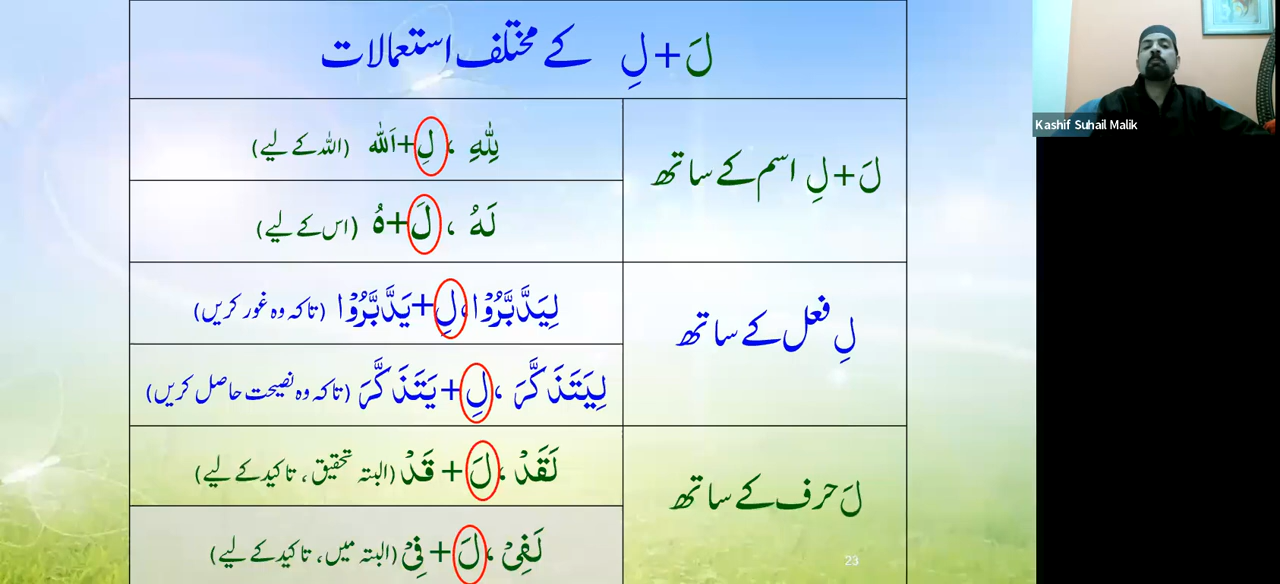 لَ + لِ کے مختلف استعمالات
لَ + لِ اسم کے ساتھ
لِلّٰهِ ، لِ+اَللّٰه (اللہ کے لیے)
لَهٗ ، لَ+هٗ (اس کے لیے)
لِ فعل کے ساتھ
لِیَدَّبَّرُوْٓا، لِ+یَدَّبَّرُوْٓا (تاکہ وہ غور کریں)
لِیَتَذَكَّرَ ، لِ+یَتَذَكَّرَ (تاکہ وہ نصیحت حاصل کریں)
لَ حرف کے ساتھ
لَقَدْ ، لَ + قَدْ (البتہ تحقیق، تاکید کے لیے)
لَفِیْ ، لَ + فِیْ (البتہ میں، تاکید کے لیے)
23
Kashif Suhail Malik